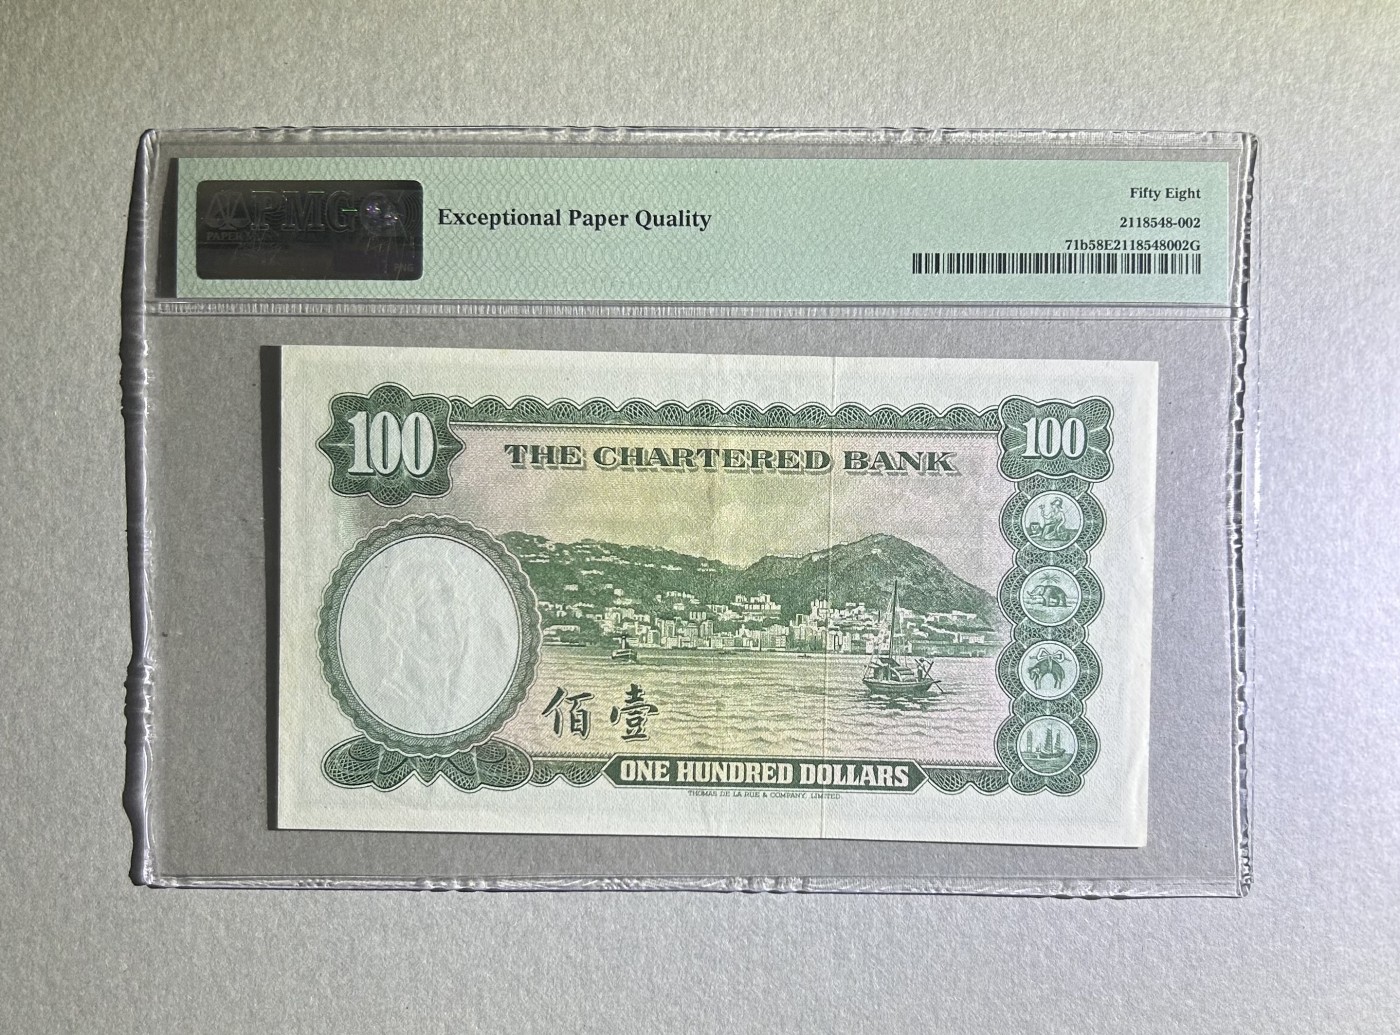 PMG
PAPER
Exceptional Paper Quality
Fifty Eight
2118548-002
71b58E2118548002G
100
100
THE CHARTERED BANK
佰壹
ONE HUNDRED DOLLARS
THOMAS DE LA RUE & COMPANY, LIMITED.